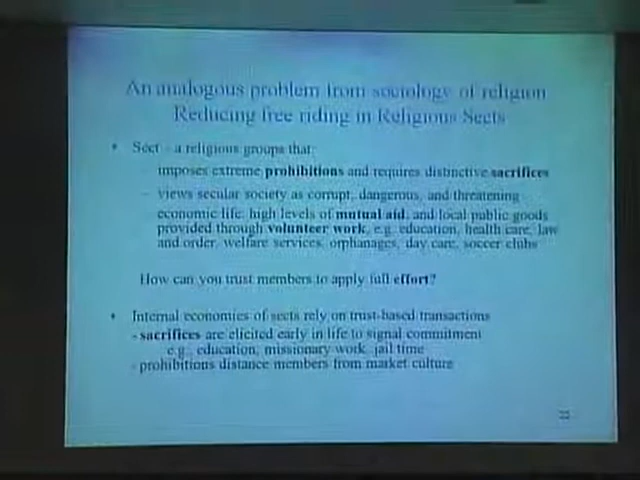 An analogous problem from sociology of religion
Reducing free riding in Religious Sects
• Sect - a religious groups that:
- imposes extreme prohibitions and requires distinctive sacrifices
- views secular society as corrupt, dangerous, and threatening
- economic life: high levels of mutual aid, and local public goods
provided through volunteer work, e.g. education, health care, law
and order, welfare services, orphanages, day care, soccer clubs
How can you trust members to apply full effort?
• Internal economies of sects rely on trust-based transactions
- sacrifices are elicited early in life to signal commitment
e.g., education, missionary work, jail time
- prohibitions distance members from market culture
22